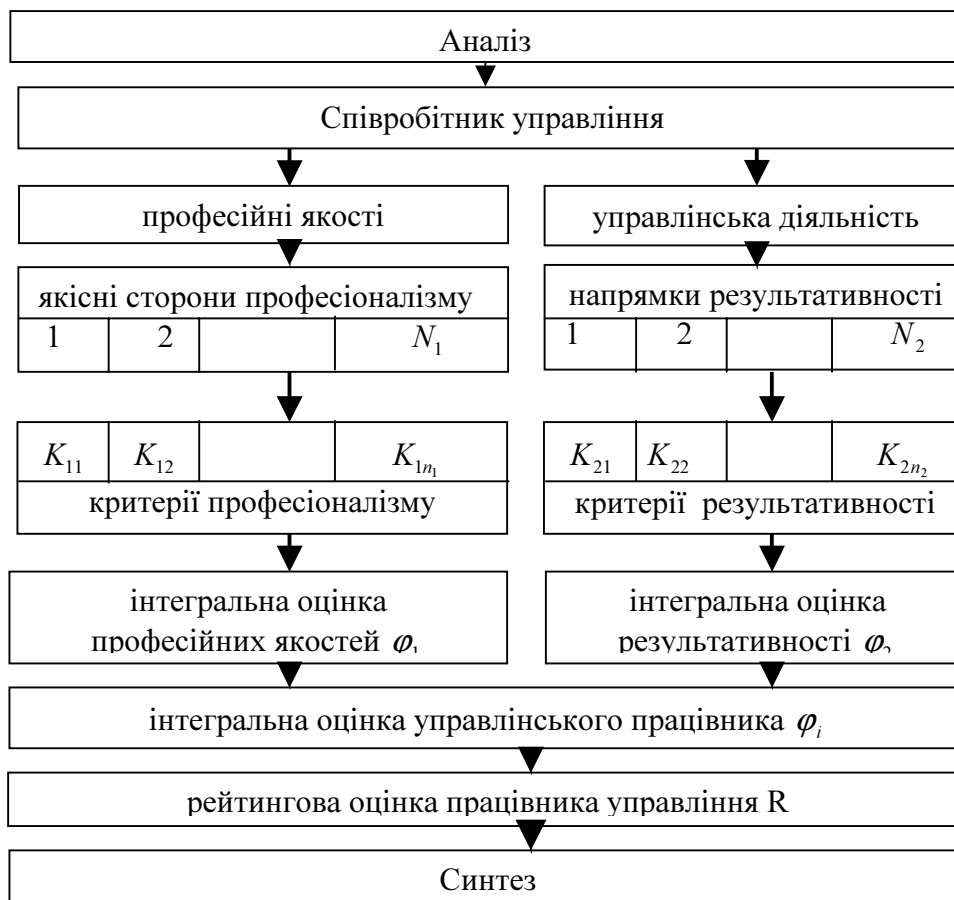 Аналіз
Співробітник управління
професійні якості
управлінська діяльність
якісні сторони професіоналізму
напрямки результативності
1 2 N₁
1 2 N₂
K₁₁ K₁₂ K₁ₙ₁
K₂₁ K₂₂ K₂ₙ₂
критерії професіоналізму
критерії результативності
інтегральна оцінка
професійних якостей φ₁
інтегральна оцінка
результативності φ₂
інтегральна оцінка управлінського працівника φᵢ
рейтингова оцінка працівника управління R
Синтез